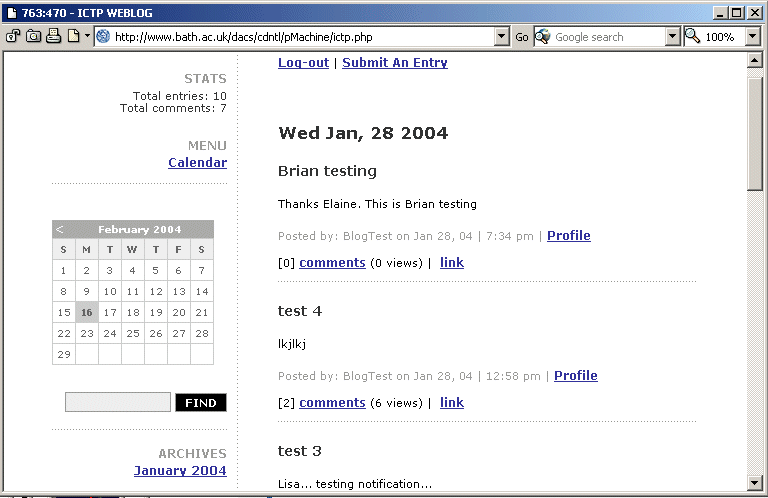 763:470 - ICTP WEBLOG
http://www.bath.ac.uk/dacs/cdntl/pMachine/ictp.php
Go
Google search
100%
STATS
Total entries: 10
Total comments: 7
MENU
Calendar
< February 2004
S M T W T F S
1 2 3 4 5 6 7
8 9 10 11 12 13 14
15 16 17 18 19 20 21
22 23 24 25 26 27 28
29
FIND
ARCHIVES
January 2004
Log-out | Submit An Entry
Wed Jan, 28 2004
Brian testing
Thanks Elaine. This is Brian testing
Posted by: BlogTest on Jan 28, 04 | 7:34 pm | Profile
[0] comments (0 views) | link
test 4
lkjlkj
Posted by: BlogTest on Jan 28, 04 | 12:58 pm | Profile
[2] comments (6 views) | link
test 3
Lisa... testing notification...